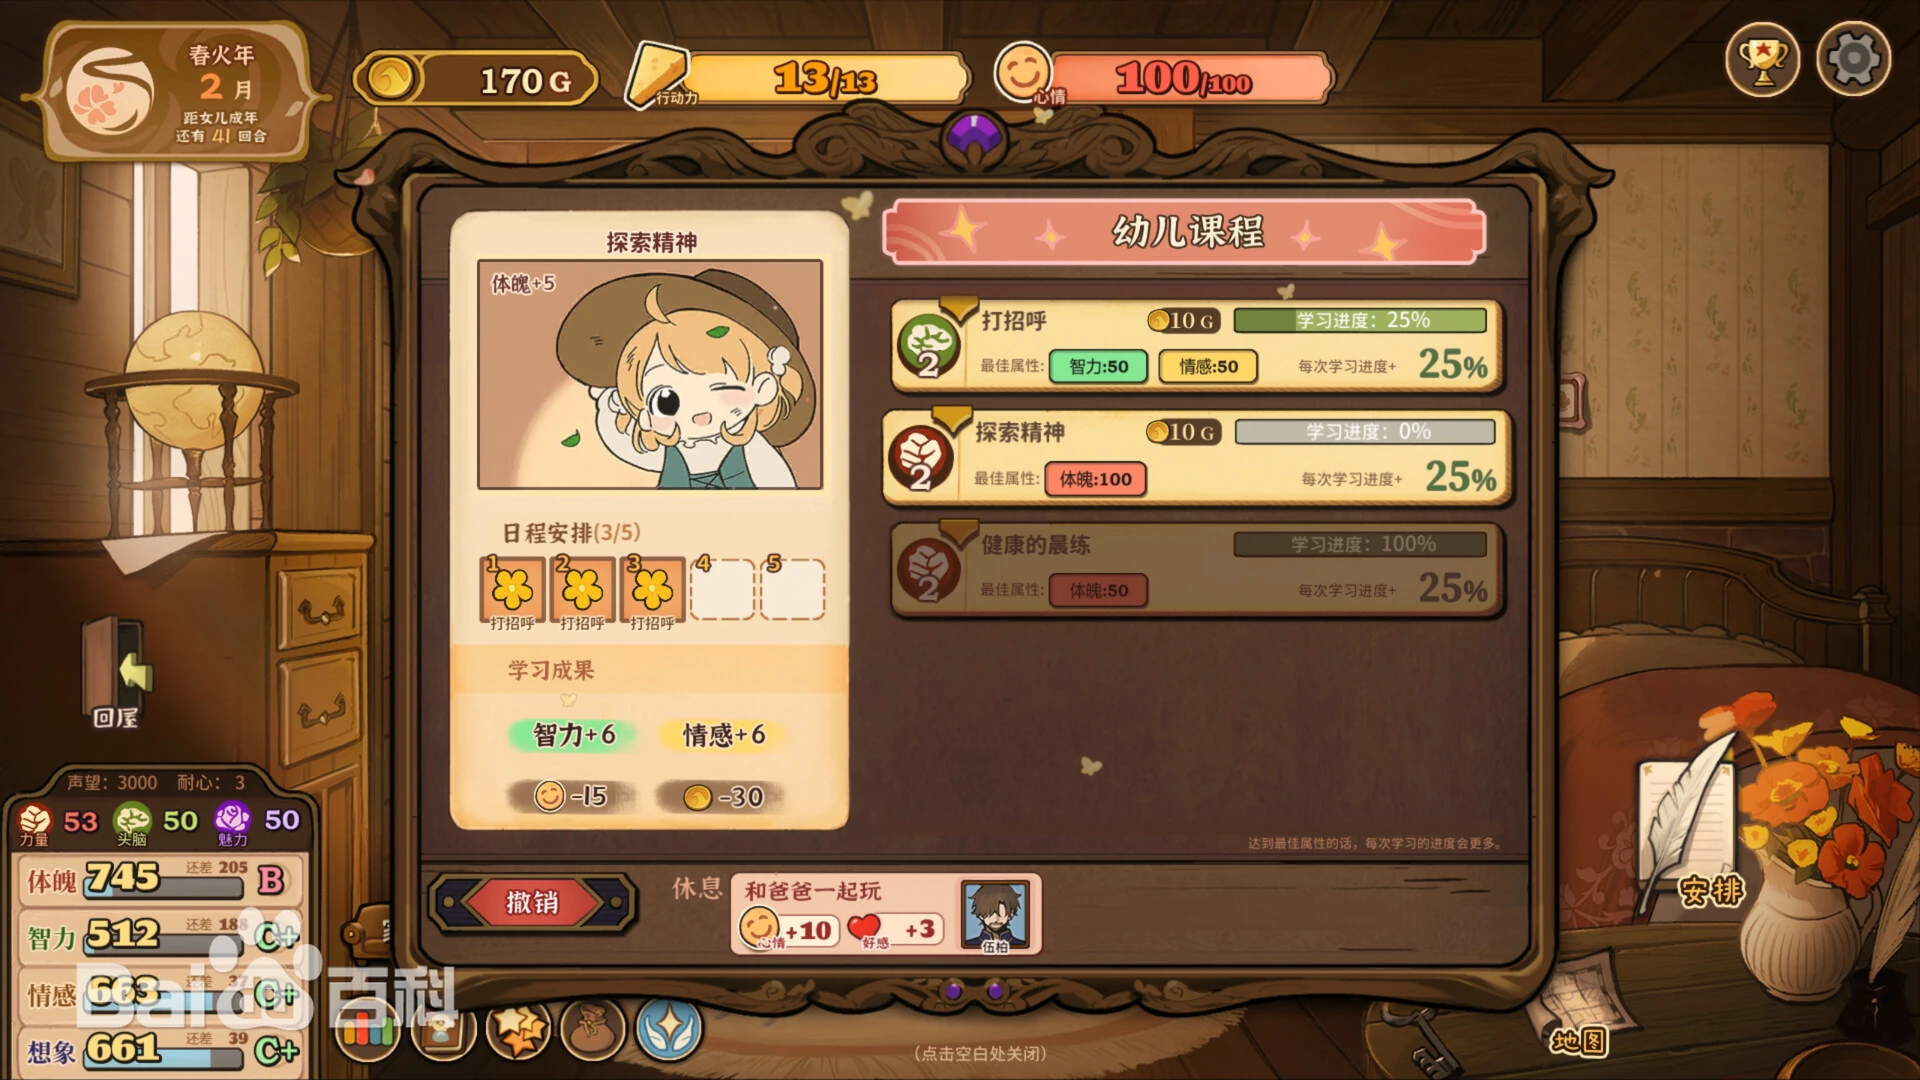 春火年
2月
距女儿成年
还有 41 回合
170 G
行动力
13/13
心情
100/100
探索精神
体魄+5
日程安排(3/5)
1 2 3 4 5
打招呼 打招呼 打招呼
学习成果
智力+6 情感+6
-15 -30
幼儿课程
2 打招呼 10 G 学习进度：25%
最佳属性: 智力:50 情感:50 每次学习进度+ 25%
2 探索精神 10 G 学习进度：0%
最佳属性: 体魄:100 每次学习进度+ 25%
2 健康的晨练 学习进度：100%
最佳属性: 体魄:50 每次学习进度+ 25%
达到最佳属性的话，每次学习的进度会更多。
撤销
休息
和爸爸一起玩
心情 +10 好感 +3
伍柏
回屋
声望：3000 耐心：3
力量 53 头脑 50 魅力 50
体魄 745 还差 205 B
智力 512 还差 188 C+
情感 663 还差 37 C+
想象 661 还差 39 C+
Bai 百科
安排
地图
(点击空白处关闭)